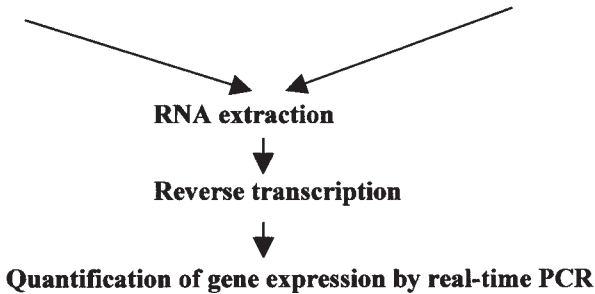 RNA extraction
Reverse transcription
Quantification of gene expression by real-time PCR